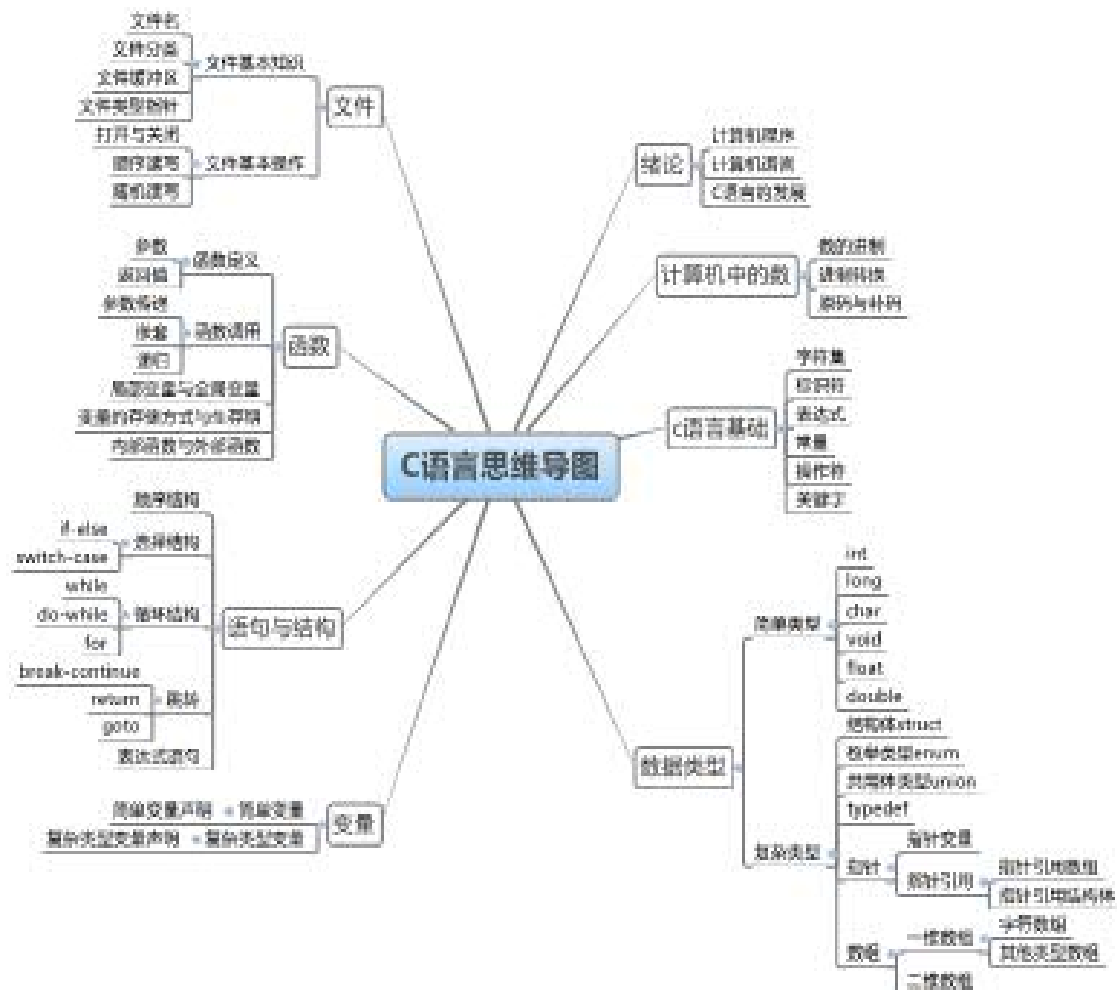 C语言思维导图
文件
文件基本知识
文件名
文件分类
文件缓冲区
文件类型指针
文件基本操作
打开与关闭
顺序读写
随机读写
函数
函数定义
参数
返回值
函数调用
参数传递
嵌套
递归
局部变量与全局变量
变量的存储方式与生存期
内部函数与外部函数
语句与结构
顺序结构
选择结构
if-else
switch-case
循环结构
while
do-while
for
跳转
break-continue
return
goto
表达式语句
变量
简单变量
简单变量声明
复杂类型变量
复杂类型变量声明
绪论
计算机程序
计算机语言
C语言的发展
计算机中的数
数的进制
进制转换
原码与补码
c语言基础
字符集
标识符
表达式
常量
操作符
关键字
数据类型
简单类型
int
long
char
void
float
double
复杂类型
结构体struct
枚举类型enum
共用体类型union
typedef
指针
指针变量
指针引用
指针引用数组
指针引用结构体
数组
一维数组
字符数组
其他类型数组
二维数组